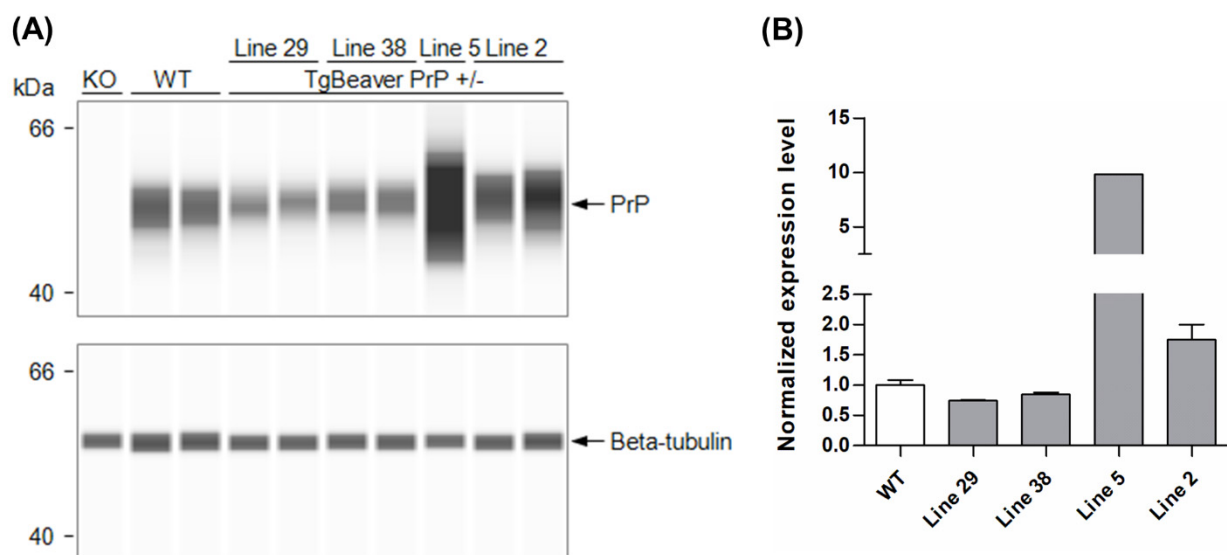 (A)
Line 29 Line 38 Line 5 Line 2
KO WT TgBeaver PrP +/-
kDa
66
PrP
40
66
Beta-tubulin
40
(B)
Normalized expression level
15
10
5
2.5
2.0
1.5
1.0
0.5
0.0
WT Line 29 Line 38 Line 5 Line 2